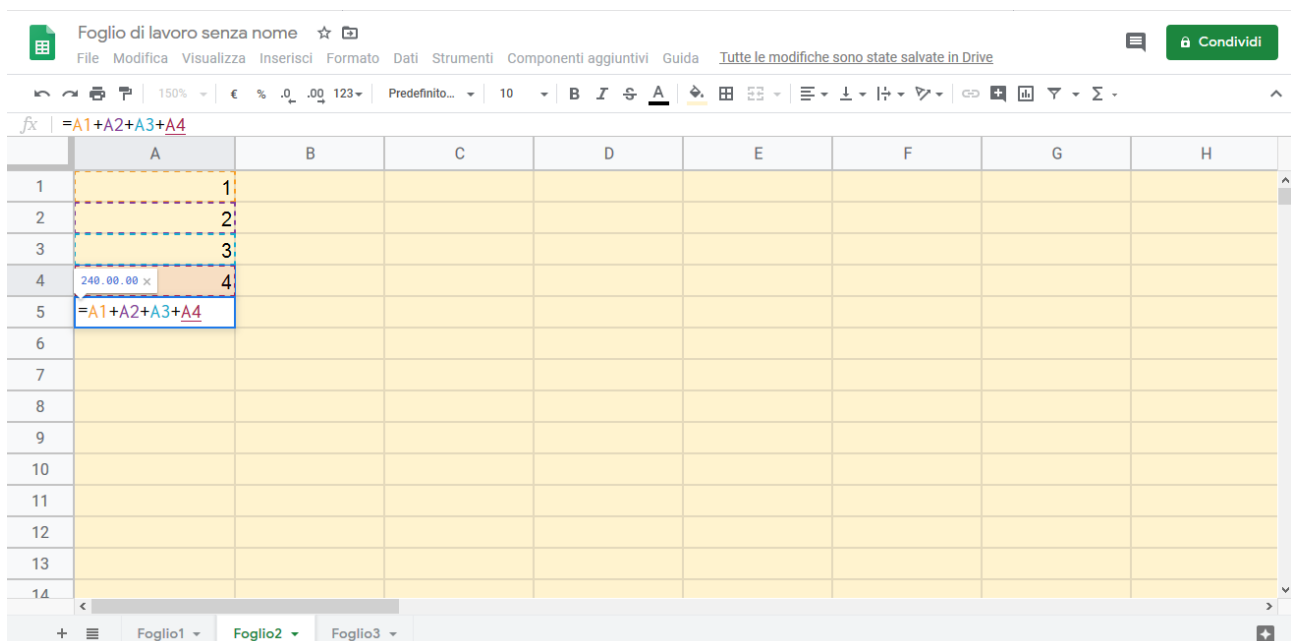 Foglio di lavoro senza nome
File Modifica Visualizza Inserisci Formato Dati Strumenti Componenti aggiuntivi Guida Tutte le modifiche sono state salvate in Drive
Condividi
150% € % .0 .00 123 Predefinito... 10 B I S A Σ
fx =A1+A2+A3+A4
A B C D E F G H
1 1
2 2
3 3
4 240.00.00 × 4
5 =A1+A2+A3+A4
6
7
8
9
10
11
12
13
14
+ Foglio1 Foglio2 Foglio3